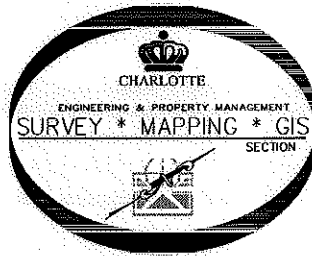 CHARLOTTE
ENGINEERING & PROPERTY MANAGEMENT
SURVEY * MAPPING * GIS
SECTION